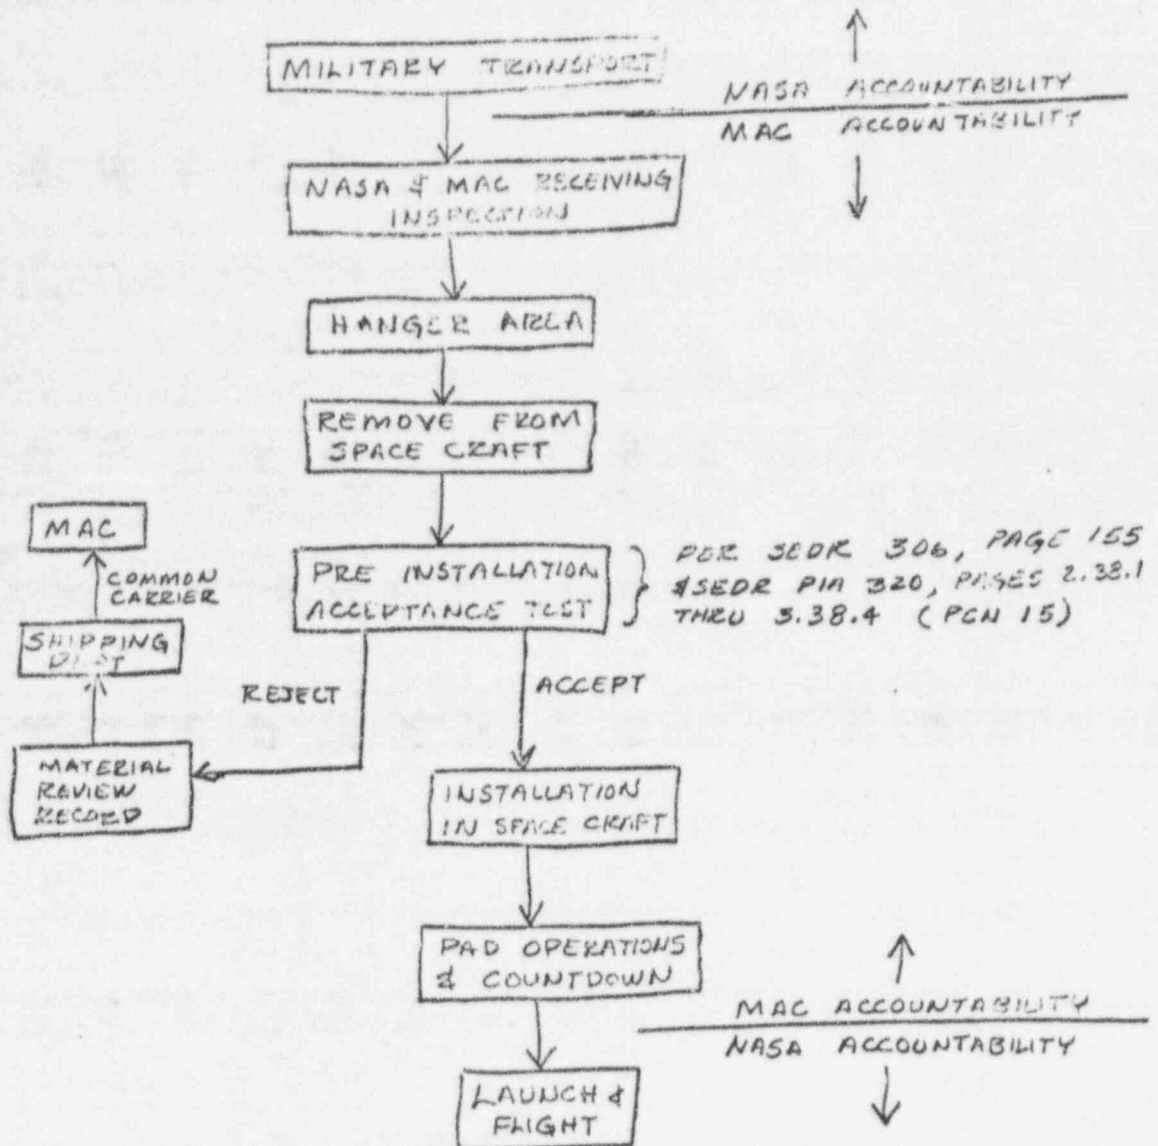 MILITARY TRANSPORT
NASA ACCOUNTABILITY
MAC ACCOUNTABILITY
NASA & MAC RECEIVING
INSPECTION
HANGER AREA
REMOVE FROM
SPACE CRAFT
MAC
COMMON
CARRIER
SHIPPING
PRE INSTALLATION
ACCEPTANCE TEST
PER SEDR 306, PAGE 155
& SEDR PIA 320, PAGES 2.38.1
THRU 3.38.4 (PCN 15)
REJECT
ACCEPT
MATERIAL
REVIEW
RECORD
INSTALLATION
IN SPACE CRAFT
PAD OPERATIONS
& COUNTDOWN
MAC ACCOUNTABILITY
NASA ACCOUNTABILITY
LAUNCH &
FLIGHT